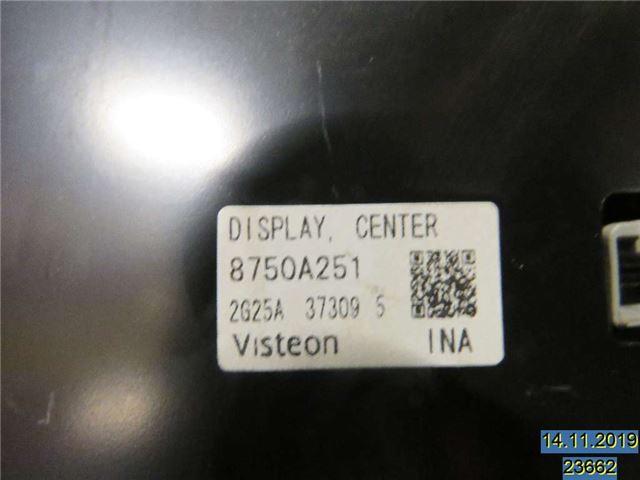 DISPLAY, CENTER
8750A251
2G25A 37309 5
Visteon INA
14.11.2019
23662